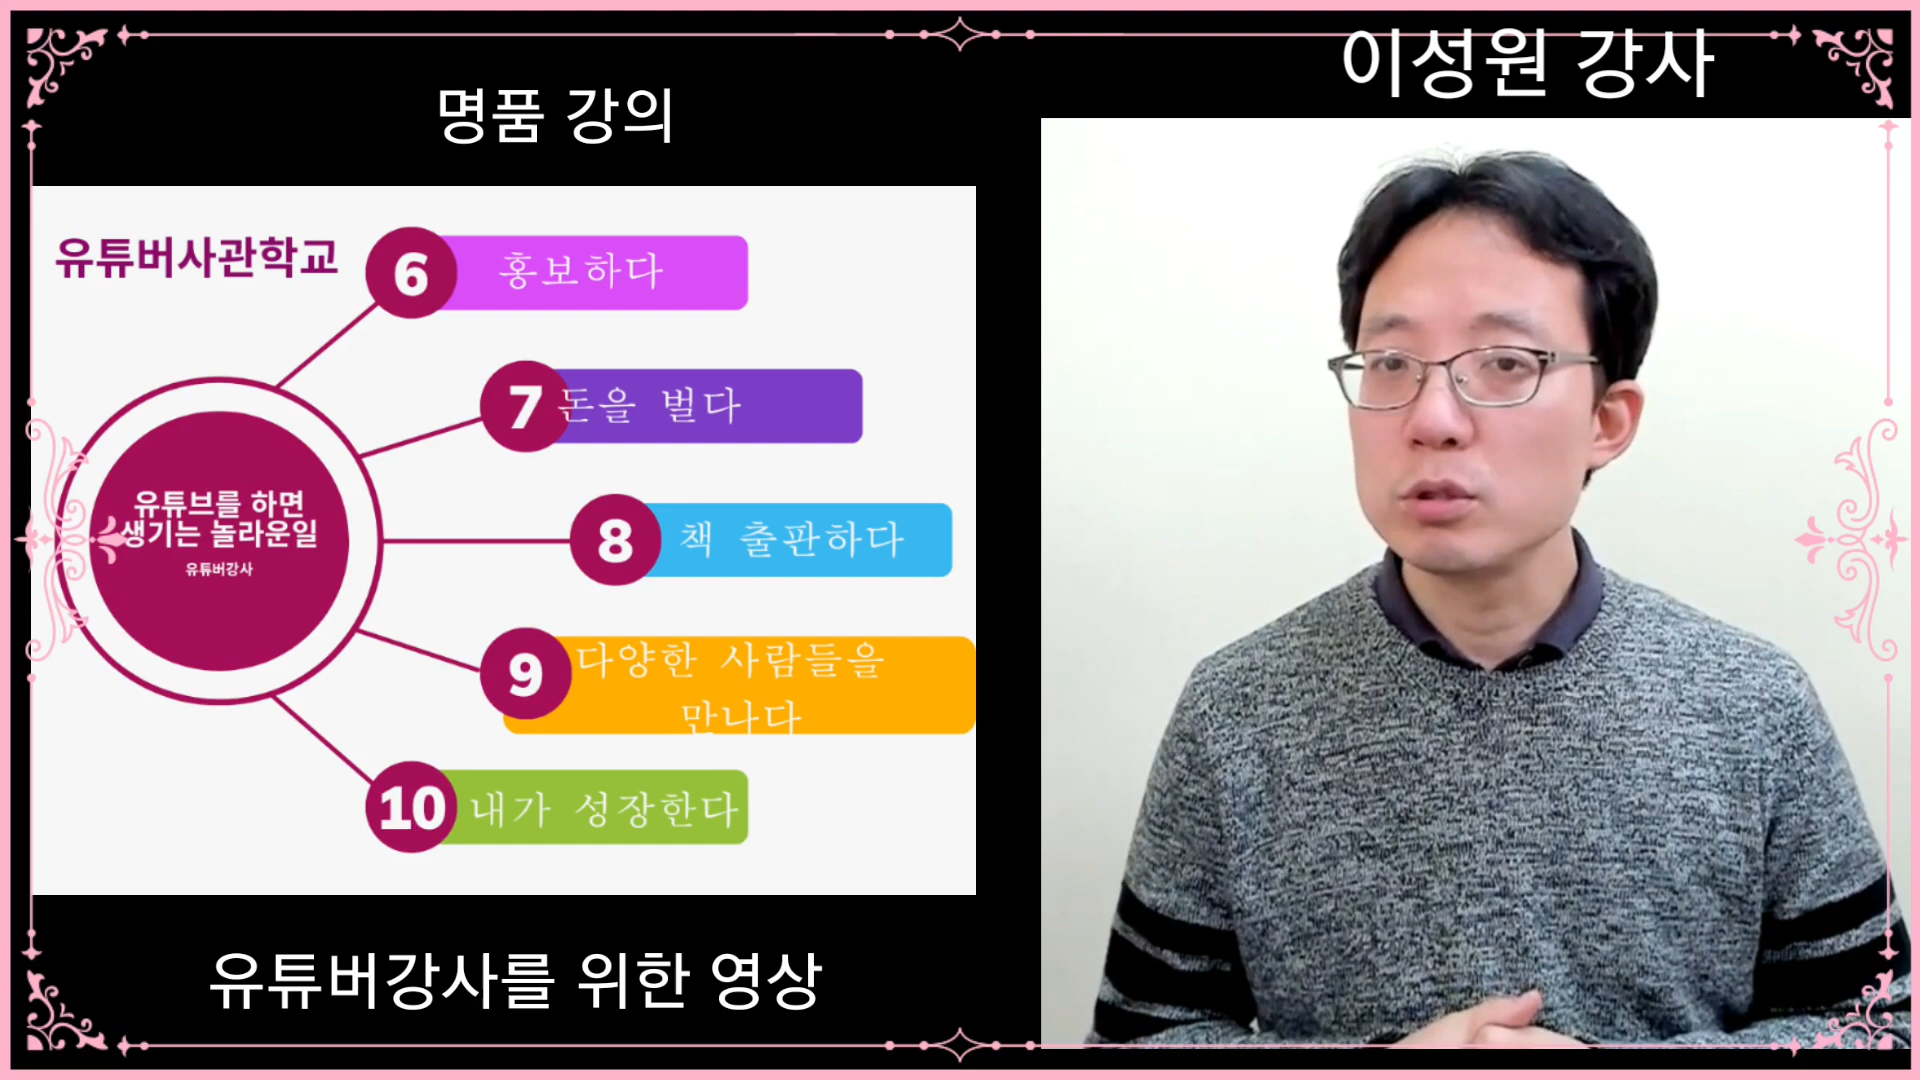 명품 강의
이성원 강사
유튜버사관학교
6 홍보하다
7 돈을 벌다
8 책 출판하다
9 다양한 사람들을
만나다
10 내가 성장한다
유튜브를 하면
생기는 놀라운일
유튜버강사
유튜버강사를 위한 영상